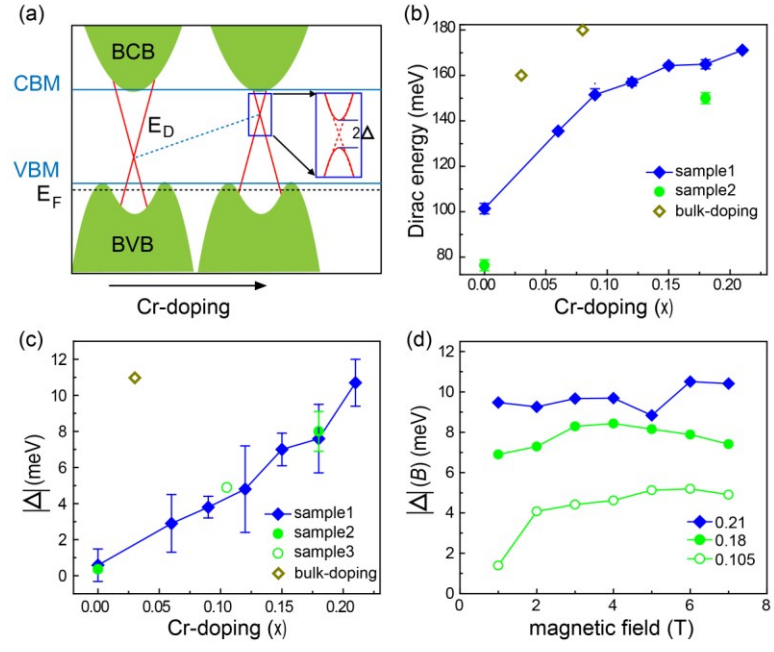 (a)
BCB
CBM
E_D
2Δ
VBM
E_F
BVB
Cr-doping
(b)
180
160
140
120
100
80
Dirac energy (meV)
sample1
sample2
bulk-doping
0.00 0.05 0.10 0.15 0.20
Cr-doping (x)
(c)
12
10
8
6
4
2
0
|Δ| (meV)
sample1
sample2
sample3
bulk-doping
0.00 0.05 0.10 0.15 0.20
Cr-doping (x)
(d)
12
10
8
6
4
2
0
|Δ|(B) (meV)
0.21
0.18
0.105
0 2 4 6 8
magnetic field (T)